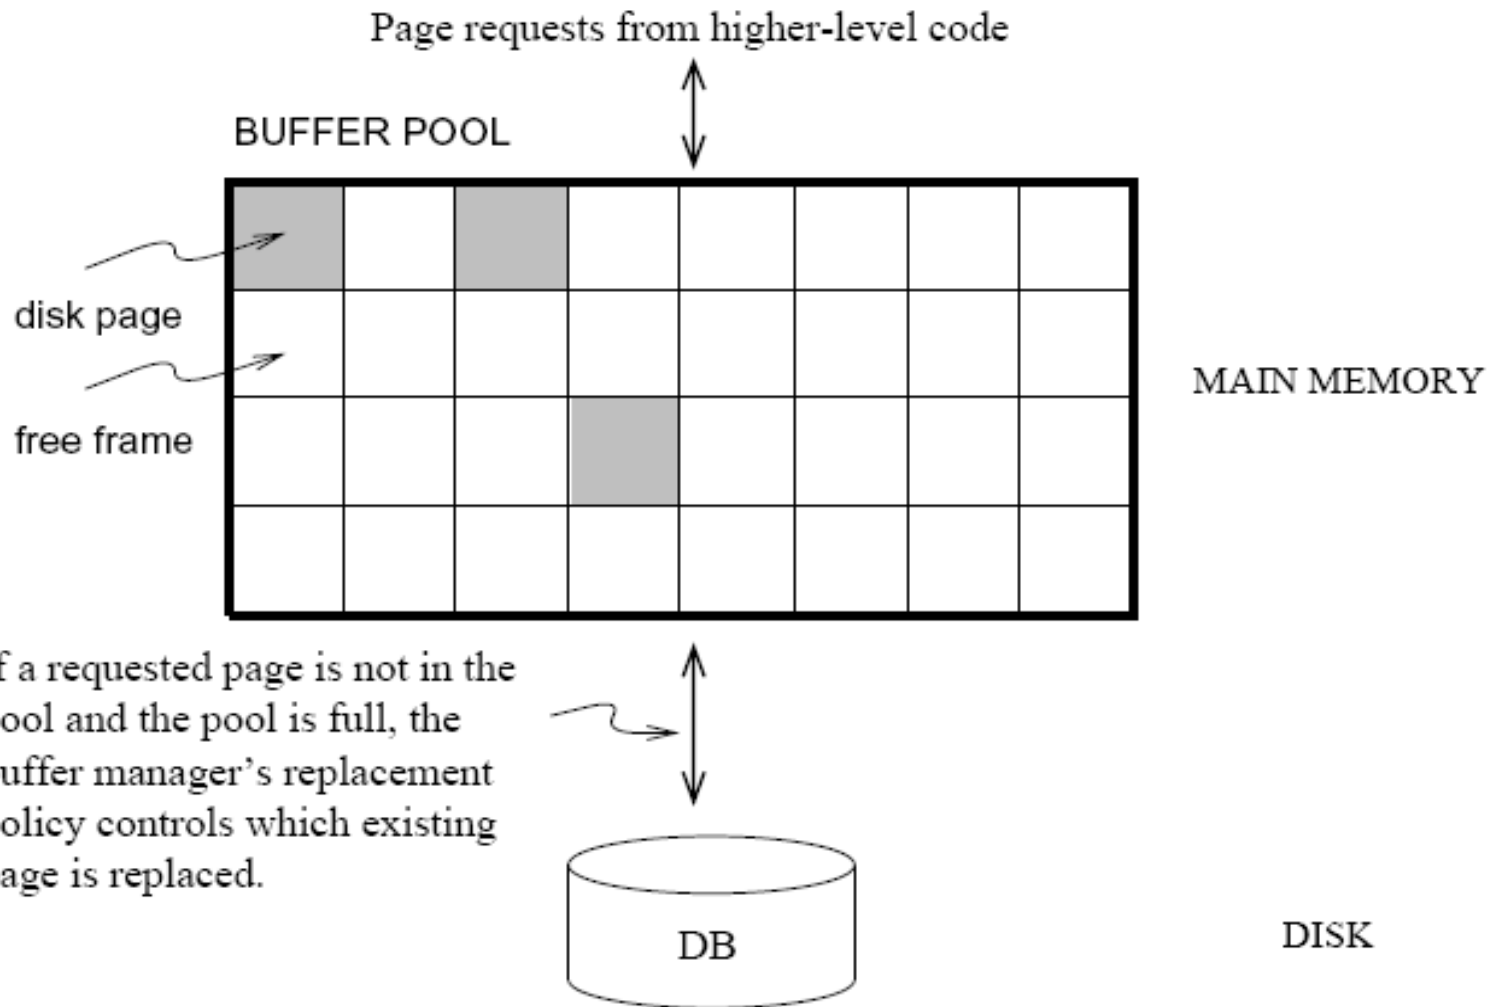 Page requests from higher-level code
BUFFER POOL
disk page
free frame
MAIN MEMORY
f a requested page is not in the
ool and the pool is full, the
uffer manager’s replacement
olicy controls which existing
age is replaced.
DB
DISK